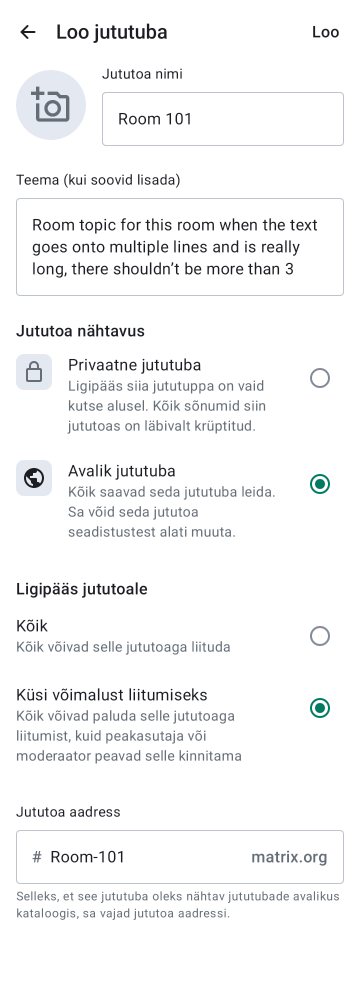 Loo jututuba
Loo
Jututoa nimi
Room 101
Teema (kui soovid lisada)
Room topic for this room when the text
goes onto multiple lines and is really
long, there shouldn’t be more than 3
Jututoa nähtavus
Privaatne jututuba
Ligipääs siia jututuppa on vaid
kutse alusel. Kõik sõnumid siin
jututoas on läbivalt krüptitud.
Avalik jututuba
Kõik saavad seda jututuba leida.
Sa võid seda jututoa
seadistustest alati muuta.
Ligipääs jututoale
Kõik
Kõik võivad selle jututoaga liituda
Küsi võimalust liitumiseks
Kõik võivad paluda selle jututoaga
liitumist, kuid peakasutaja või
moderaator peavad selle kinnitama
Jututoa aadress
# Room-101 matrix.org
Selleks, et see jututuba oleks nähtav jututubade avalikus
kataloogis, sa vajad jututoa aadressi.